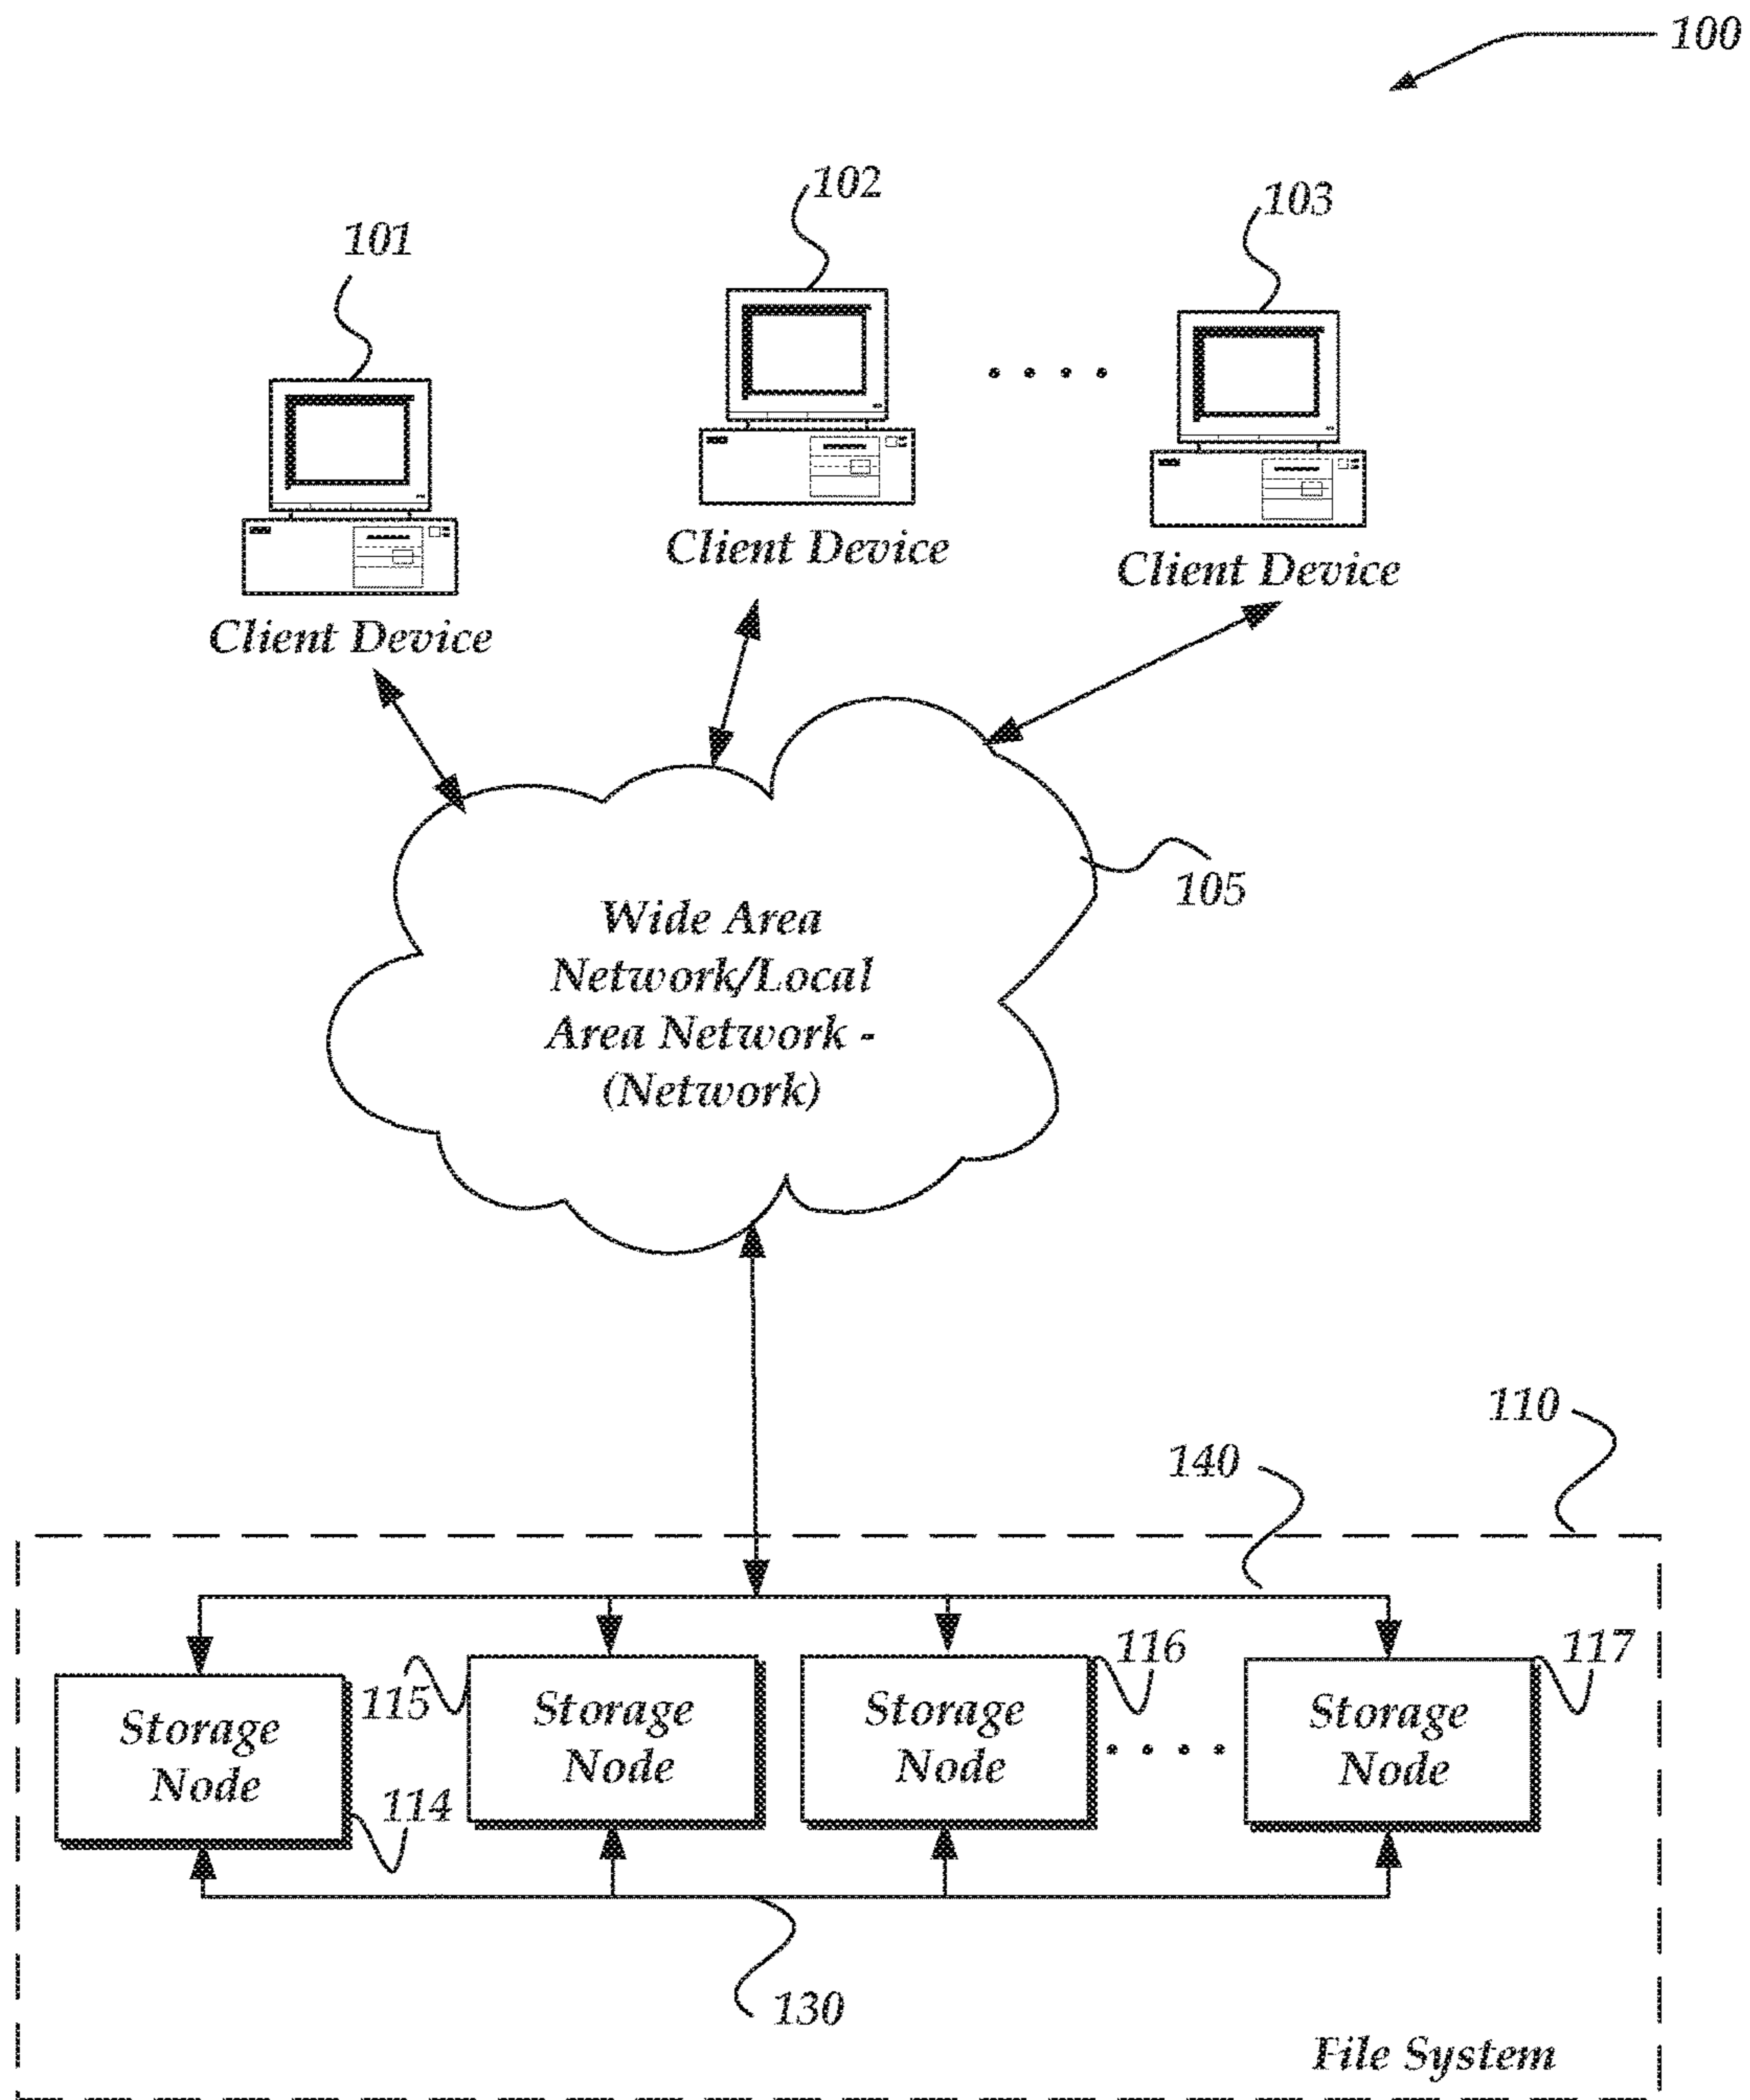 100
102
103
101
Client Device
Client Device
Client Device
105
Wide Area
Network/Local
Area Network -
(Network)
110
140
115
116
117
Storage
Node
Storage
Node
Storage
Node
Storage
Node
114
130
File System